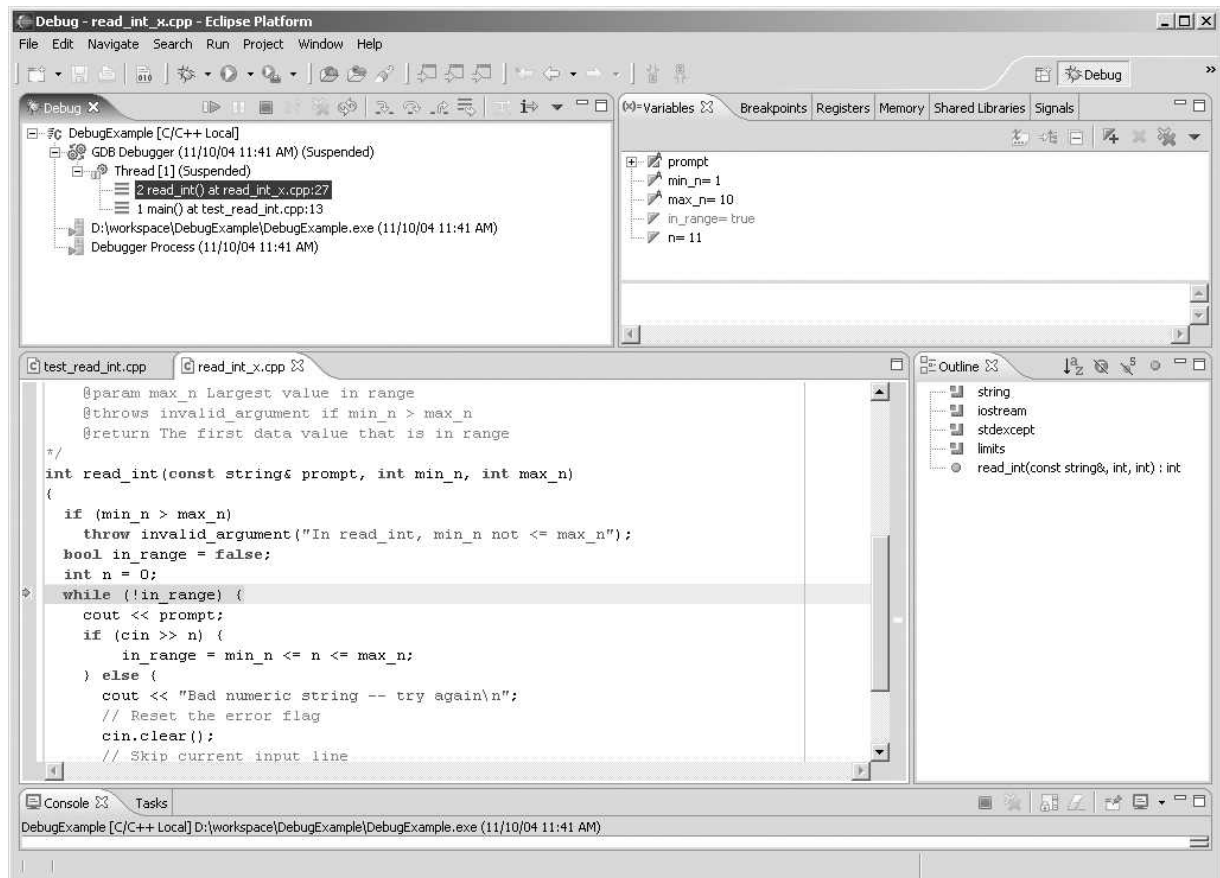 Debug - read_int_x.cpp - Eclipse Platform
File Edit Navigate Search Run Project Window Help
Debug
»
Debug
DebugExample [C/C++ Local]
GDB Debugger (11/10/04 11:41 AM) (Suspended)
Thread [1] (Suspended)
2 read_int() at read_int_x.cpp:27
1 main() at test_read_int.cpp:13
D:\workspace\DebugExample\DebugExample.exe (11/10/04 11:41 AM)
Debugger Process (11/10/04 11:41 AM)
(x)= Variables Breakpoints Registers Memory Shared Libraries Signals
prompt
min_n= 1
max_n= 10
in_range= true
n= 11
test_read_int.cpp read_int_x.cpp
@param max_n Largest value in range
@throws invalid_argument if min_n > max_n
@return The first data value that is in range
*/
int read_int(const string& prompt, int min_n, int max_n)
{
if (min_n > max_n)
throw invalid_argument("In read_int, min_n not <= max_n");
bool in_range = false;
int n = 0;
while (!in_range) {
cout << prompt;
if (cin >> n) {
in_range = min_n <= n <= max_n;
} else {
cout << "Bad numeric string -- try again\n";
// Reset the error flag
cin.clear();
// Skip current input line
Outline
string
iostream
stdexcept
limits
read_int(const string&, int, int) : int
Console Tasks
DebugExample [C/C++ Local] D:\workspace\DebugExample\DebugExample.exe (11/10/04 11:41 AM)